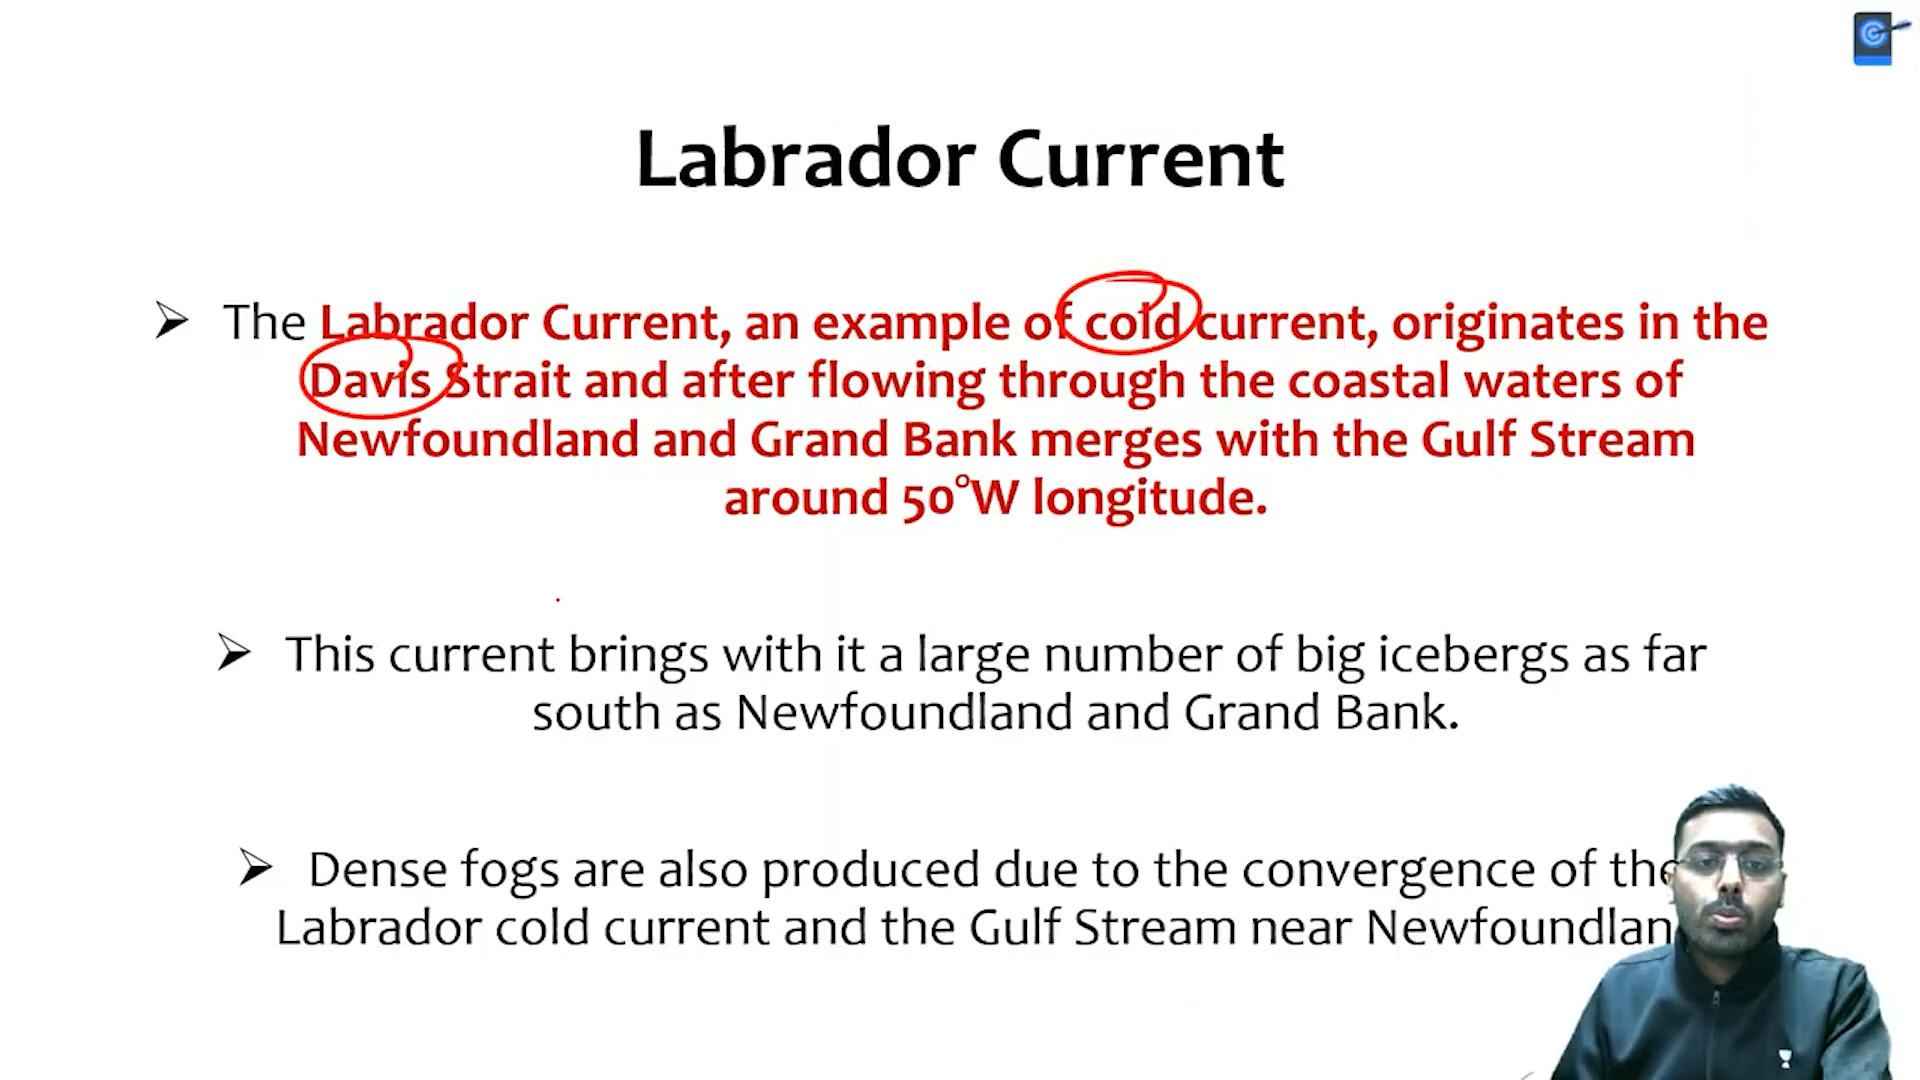 Labrador Current
➢ The Labrador Current, an example of cold current, originates in the
Davis Strait and after flowing through the coastal waters of
Newfoundland and Grand Bank merges with the Gulf Stream
around 50°W longitude.
➢ This current brings with it a large number of big icebergs as far
south as Newfoundland and Grand Bank.
➢ Dense fogs are also produced due to the convergence of the
Labrador cold current and the Gulf Stream near Newfoundlan